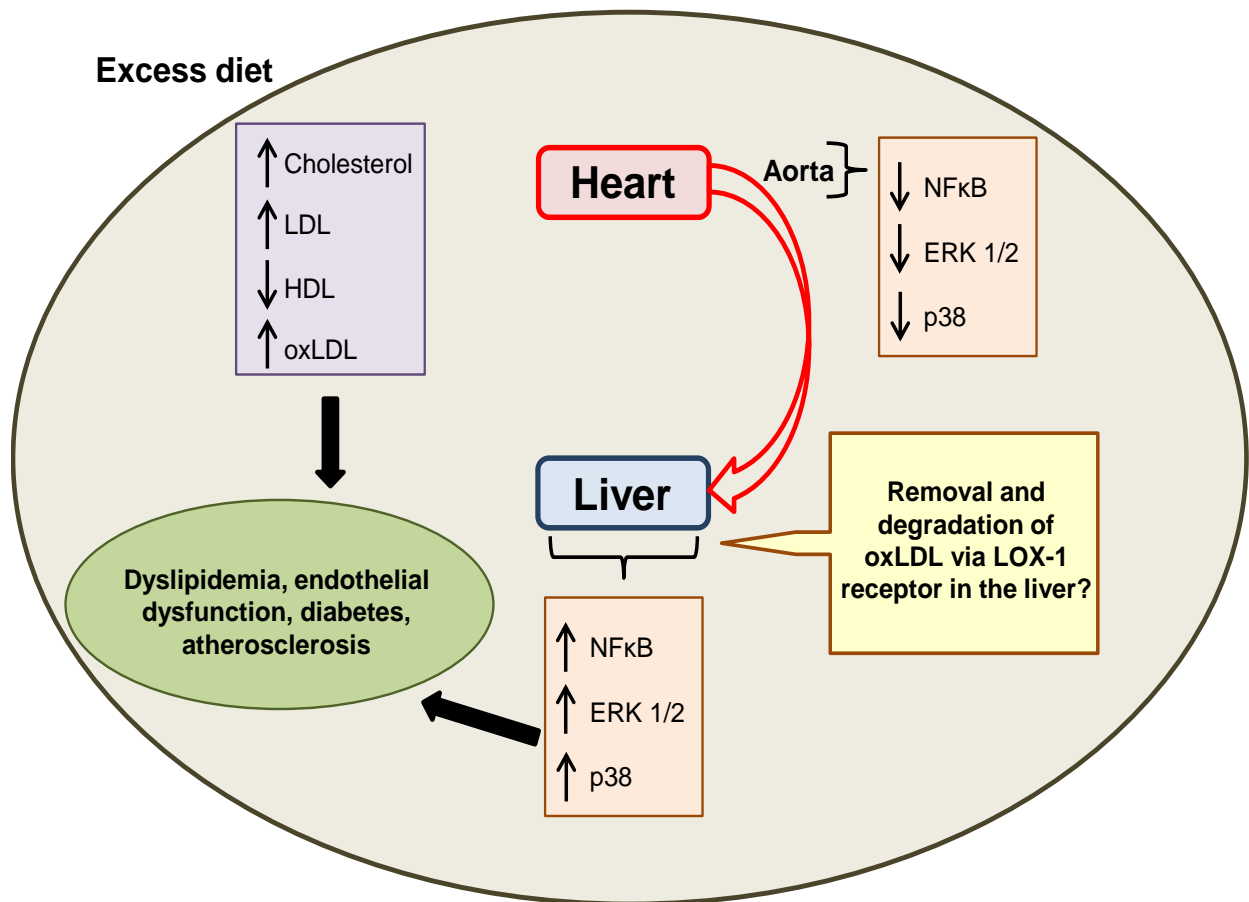 Excess diet
↑ Cholesterol
↑ LDL
↓ HDL
↑ oxLDL
Heart
Aorta
↓ NFκB
↓ ERK 1/2
↓ p38
Liver
Removal and
degradation of
oxLDL via LOX-1
receptor in the liver?
Dyslipidemia, endothelial
dysfunction, diabetes,
atherosclerosis
↑ NFκB
↑ ERK 1/2
↑ p38